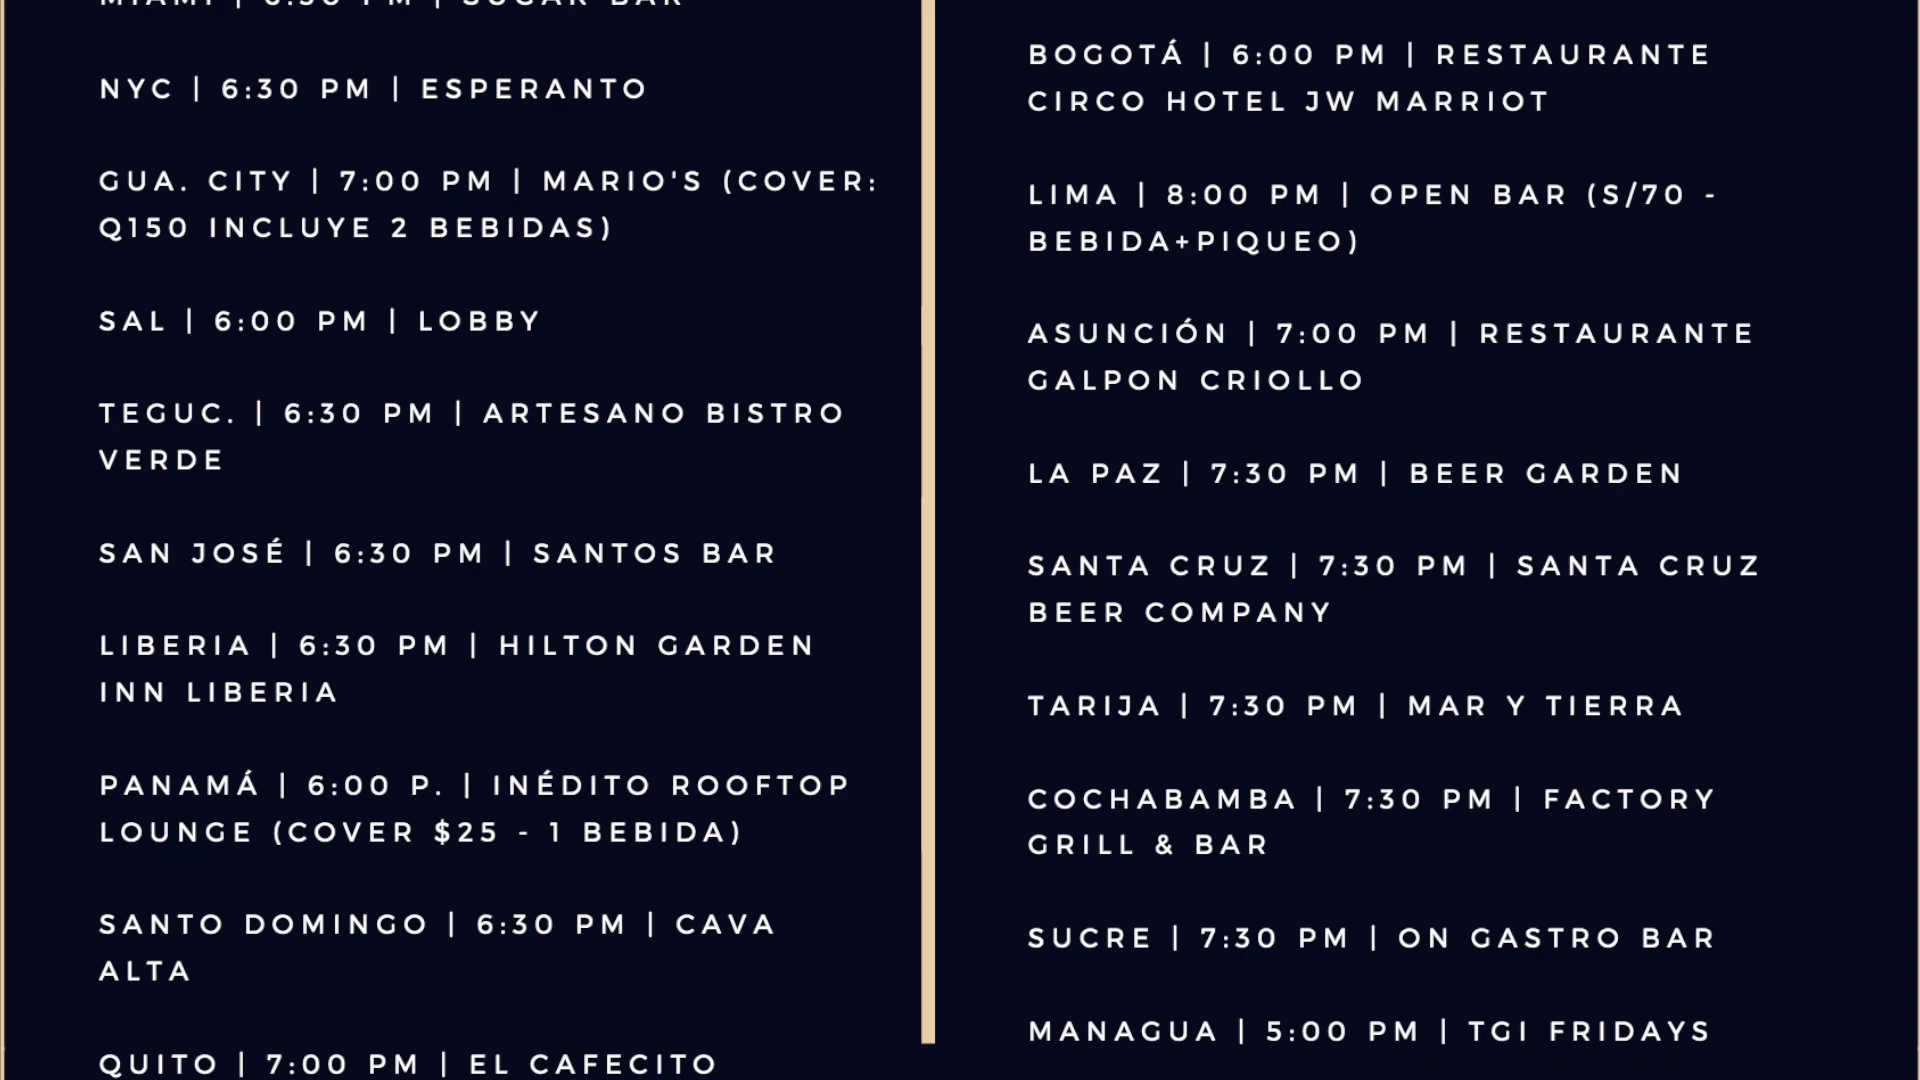 MIAMI | 6:30 PM | SUGAR BAR
NYC | 6:30 PM | ESPERANTO
GUA. CITY | 7:00 PM | MARIO'S (COVER:
Q150 INCLUYE 2 BEBIDAS)
SAL | 6:00 PM | LOBBY
TEGUC. | 6:30 PM | ARTESANO BISTRO
VERDE
SAN JOSÉ | 6:30 PM | SANTOS BAR
LIBERIA | 6:30 PM | HILTON GARDEN
INN LIBERIA
PANAMÁ | 6:00 P. | INÉDITO ROOFTOP
LOUNGE (COVER $25 - 1 BEBIDA)
SANTO DOMINGO | 6:30 PM | CAVA
ALTA
QUITO | 7:00 PM | EL CAFECITO
BOGOTÁ | 6:00 PM | RESTAURANTE
CIRCO HOTEL JW MARRIOT
LIMA | 8:00 PM | OPEN BAR (S/70 -
BEBIDA+PIQUEO)
ASUNCIÓN | 7:00 PM | RESTAURANTE
GALPON CRIOLLO
LA PAZ | 7:30 PM | BEER GARDEN
SANTA CRUZ | 7:30 PM | SANTA CRUZ
BEER COMPANY
TARIJA | 7:30 PM | MAR Y TIERRA
COCHABAMBA | 7:30 PM | FACTORY
GRILL & BAR
SUCRE | 7:30 PM | ON GASTRO BAR
MANAGUA | 5:00 PM | TGI FRIDAYS